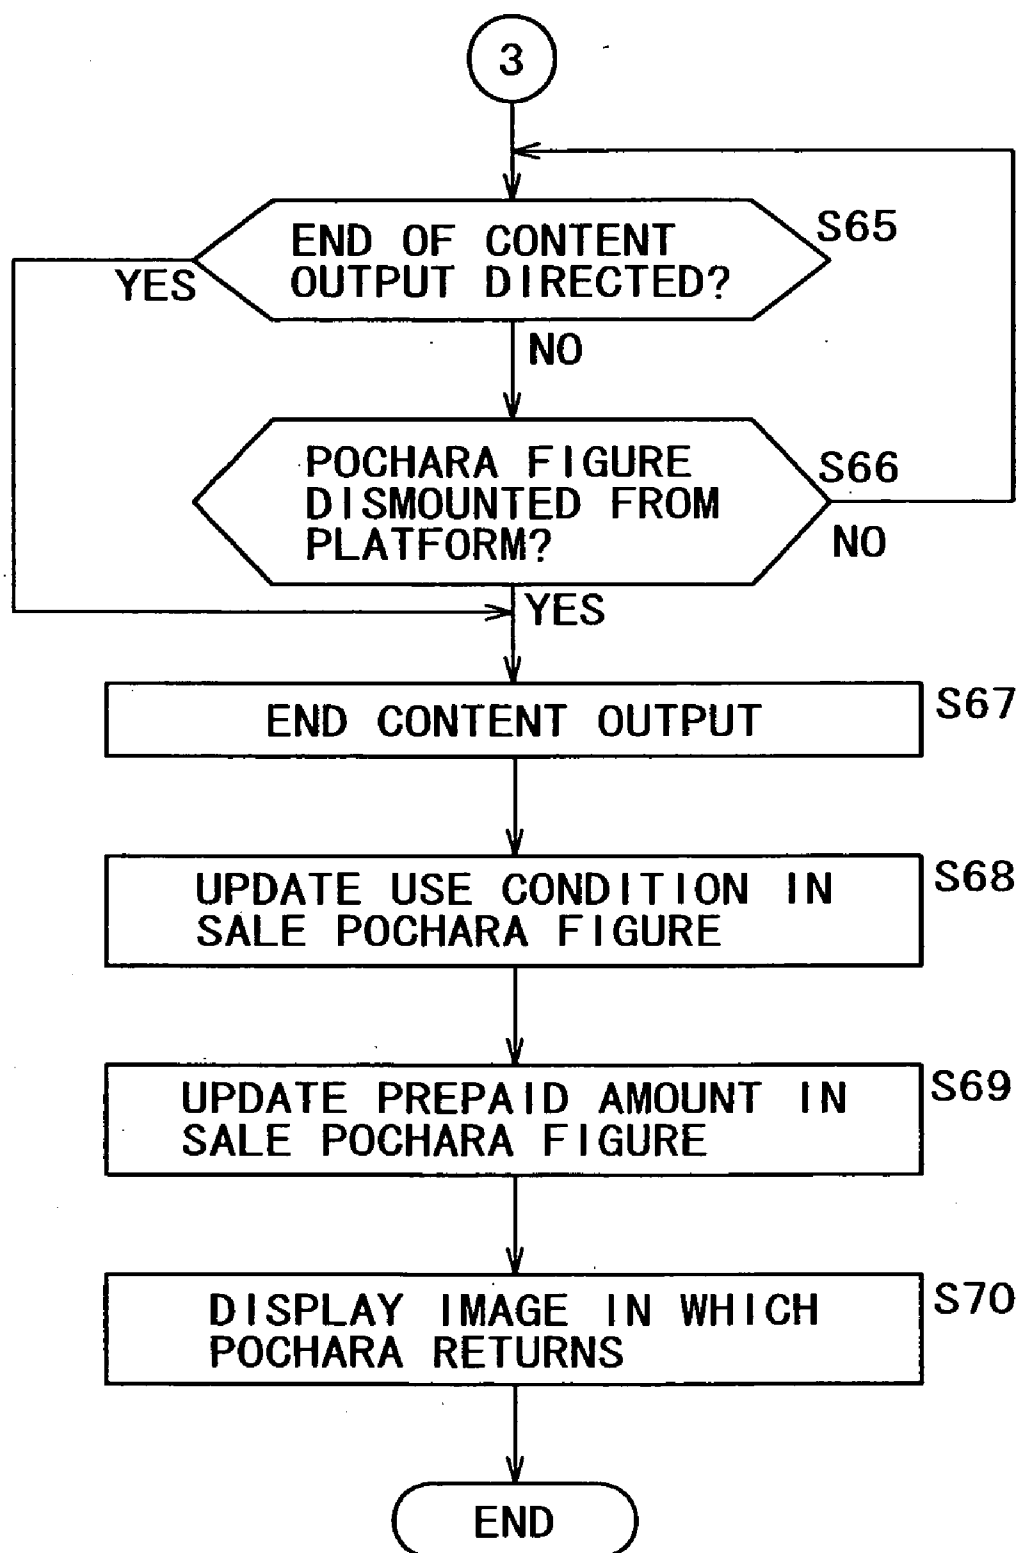 3
END OF CONTENT
OUTPUT DIRECTED?
S65
YES
NO
POCHARA FIGURE
DISMOUNTED FROM
PLATFORM?
S66
NO
YES
END CONTENT OUTPUT
S67
UPDATE USE CONDITION IN
SALE POCHARA FIGURE
S68
UPDATE PREPAID AMOUNT IN
SALE POCHARA FIGURE
S69
DISPLAY IMAGE IN WHICH
POCHARA RETURNS
S70
END